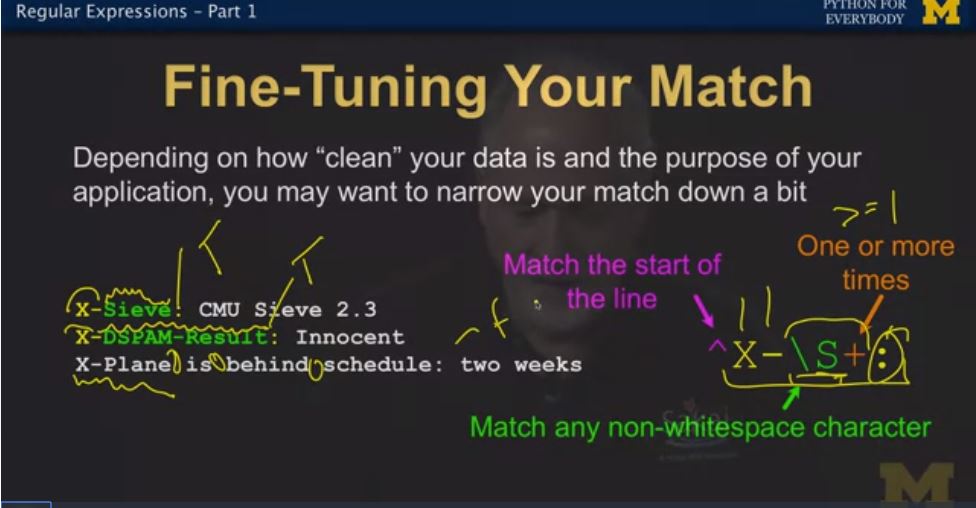 Regular Expressions – Part 1
PYTHON FOR
EVERYBODY
Fine-Tuning Your Match
Depending on how “clean” your data is and the purpose of your
application, you may want to narrow your match down a bit
>=1
One or more
times
Match the start of
the line
X-Sieve: CMU Sieve 2.3
X-DSPAM-Result: Innocent
X-Plane is behind schedule: two weeks
^X-\S+:
Match any non-whitespace character